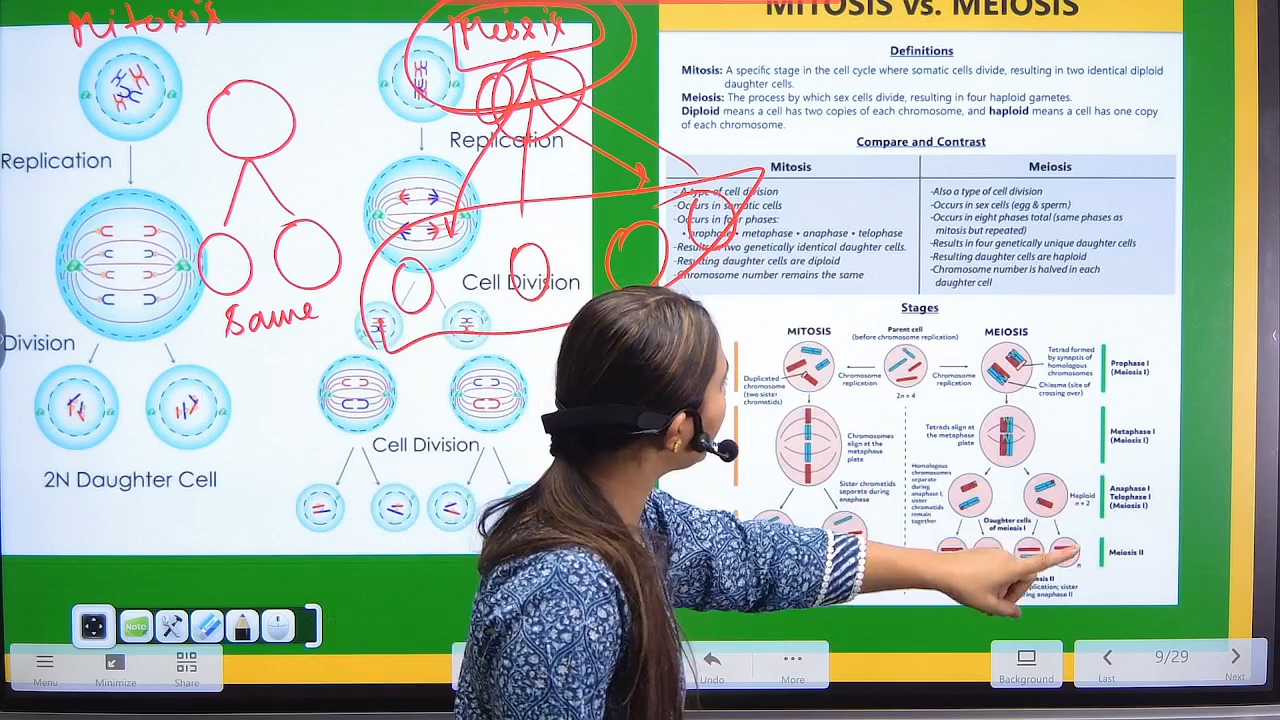 Mitosis
Meiosis
Replication
Replication
Same
Cell Division
Division
Cell Division
2N Daughter Cell
MITOSIS vs. MEIOSIS
Definitions
Mitosis: A specific stage in the cell cycle where somatic cells divide, resulting in two identical diploid
daughter cells.
Meiosis: The process by which sex cells divide, resulting in four haploid gametes.
Diploid means a cell has two copies of each chromosome, and haploid means a cell has one copy
of each chromosome.
Compare and Contrast
Mitosis
- A type of cell division
-Occurs in somatic cells
-Occurs in four phases:
• prophase • metaphase • anaphase • telophase
-Results in two genetically identical daughter cells.
-Resulting daughter cells are diploid
-Chromosome number remains the same
Meiosis
-Also a type of cell division
-Occurs in sex cells (egg & sperm)
-Occurs in eight phases total (same phases as
mitosis but repeated)
-Results in four genetically unique daughter cells
-Resulting daughter cells are haploid
-Chromosome number is halved in each
daughter cell
Stages
MITOSIS
Parent cell
(before chromosome replication)
MEIOSIS
Duplicated
chromosome
(two sister
chromatids)
Chromosome
replication
2n = 4
Chromosome
replication
Tetrad formed
by synapsis of
homologous
chromosomes
Chiasma (site of
crossing over)
Prophase I
(Meiosis I)
Chromosomes
align at the
metaphase
plate
Tetrads align at
the metaphase
plate
Metaphase I
(Meiosis I)
Sister chromatids
separate during
anaphase
Homologous
chromosomes
separate
during
anaphase I,
sister
chromatids
remain
together
Haploid
n = 2
Daughter cells
of meiosis I
Anaphase I
Telophase I
(Meiosis I)
Meiosis II
n
Note
Menu
Minimize
Share
Undo
More
Background
Last
9/29
Next